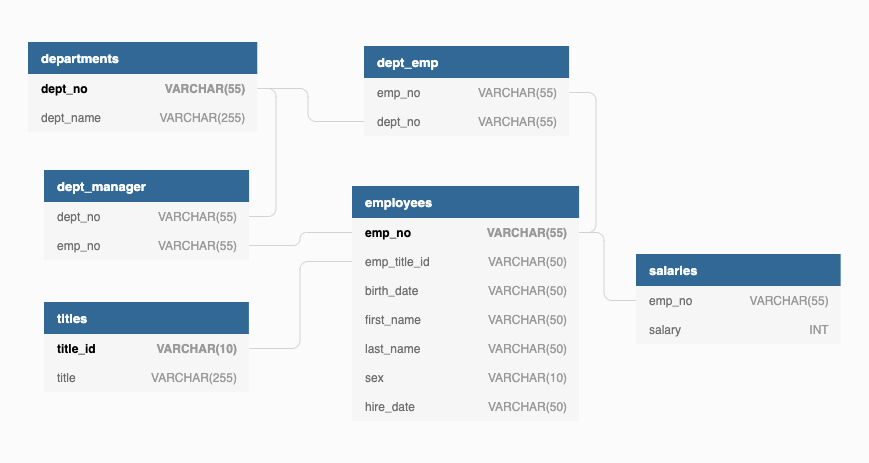 departments
dept_no VARCHAR(55)
dept_name VARCHAR(255)
dept_emp
emp_no VARCHAR(55)
dept_no VARCHAR(55)
dept_manager
dept_no VARCHAR(55)
emp_no VARCHAR(55)
employees
emp_no VARCHAR(55)
emp_title_id VARCHAR(50)
birth_date VARCHAR(50)
first_name VARCHAR(50)
last_name VARCHAR(50)
sex VARCHAR(10)
hire_date VARCHAR(50)
salaries
emp_no VARCHAR(55)
salary INT
titles
title_id VARCHAR(10)
title VARCHAR(255)